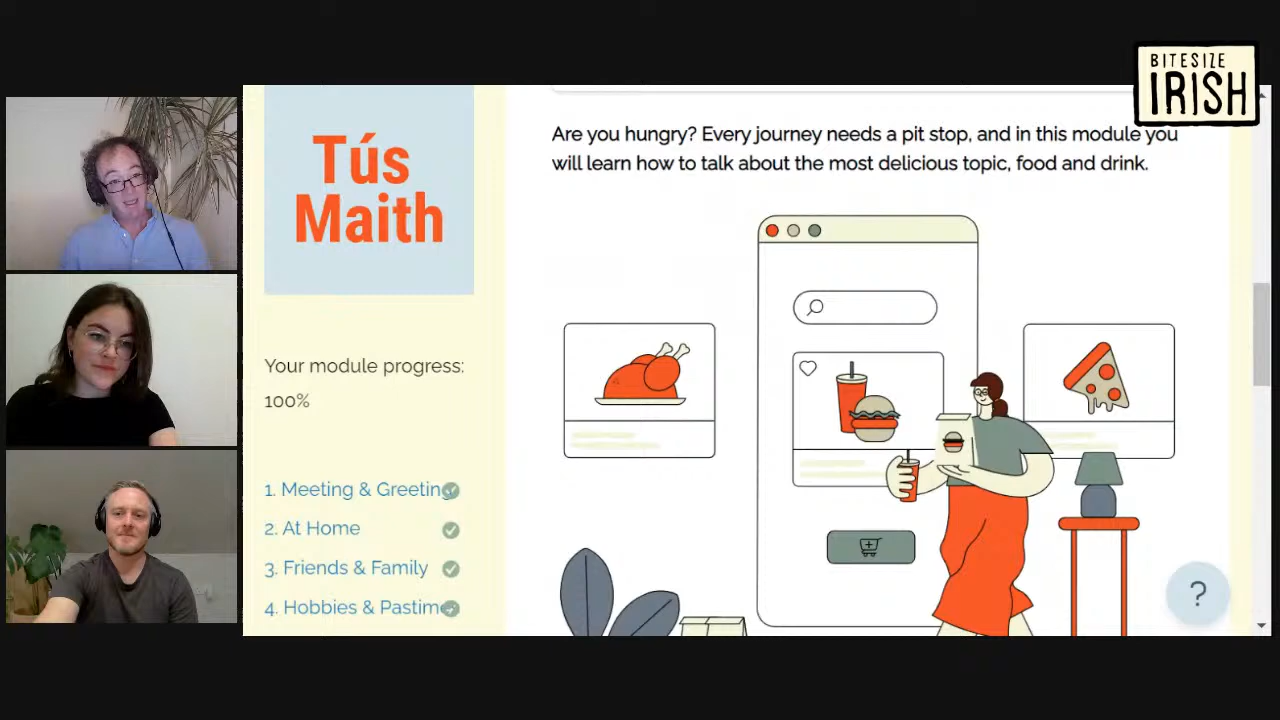 BITESIZE
IRISH
Tús
Maith
Are you hungry? Every journey needs a pit stop, and in this module you
will learn how to talk about the most delicious topic, food and drink.
Your module progress:
100%
1. Meeting & Greeting
2. At Home
3. Friends & Family
4. Hobbies & Pastime
?